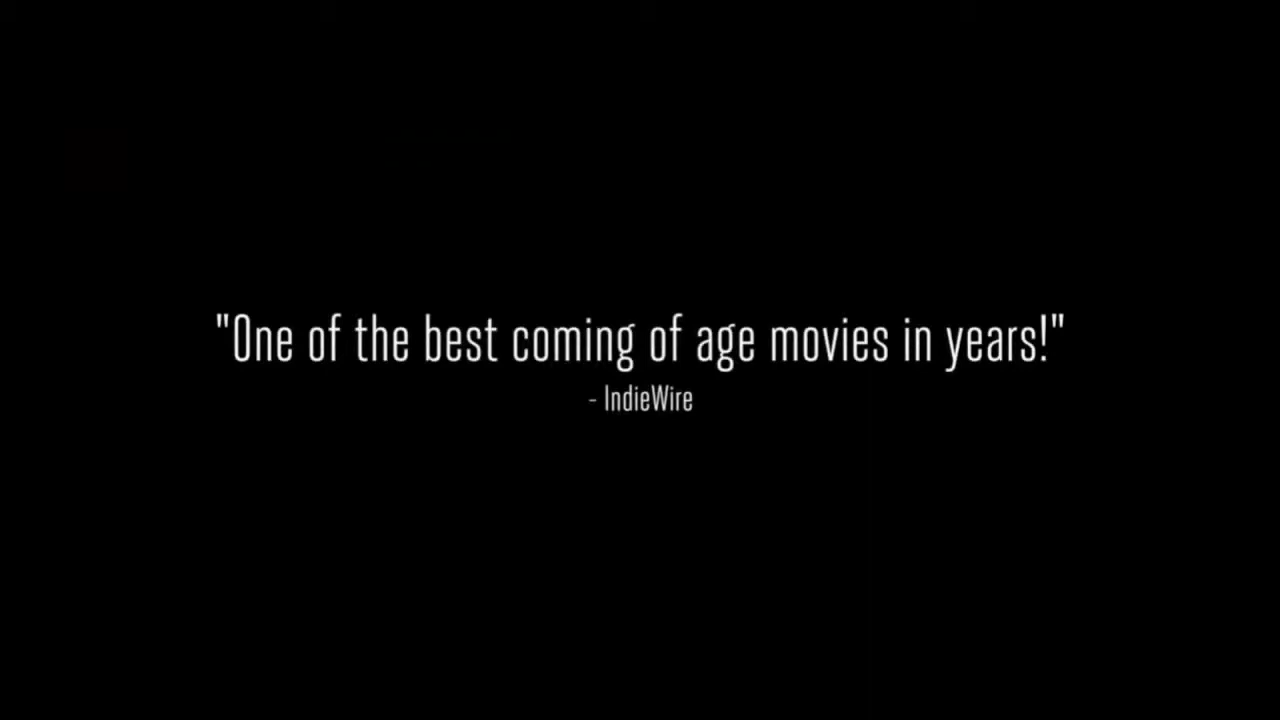 "One of the best coming of age movies in years!"
- IndieWire